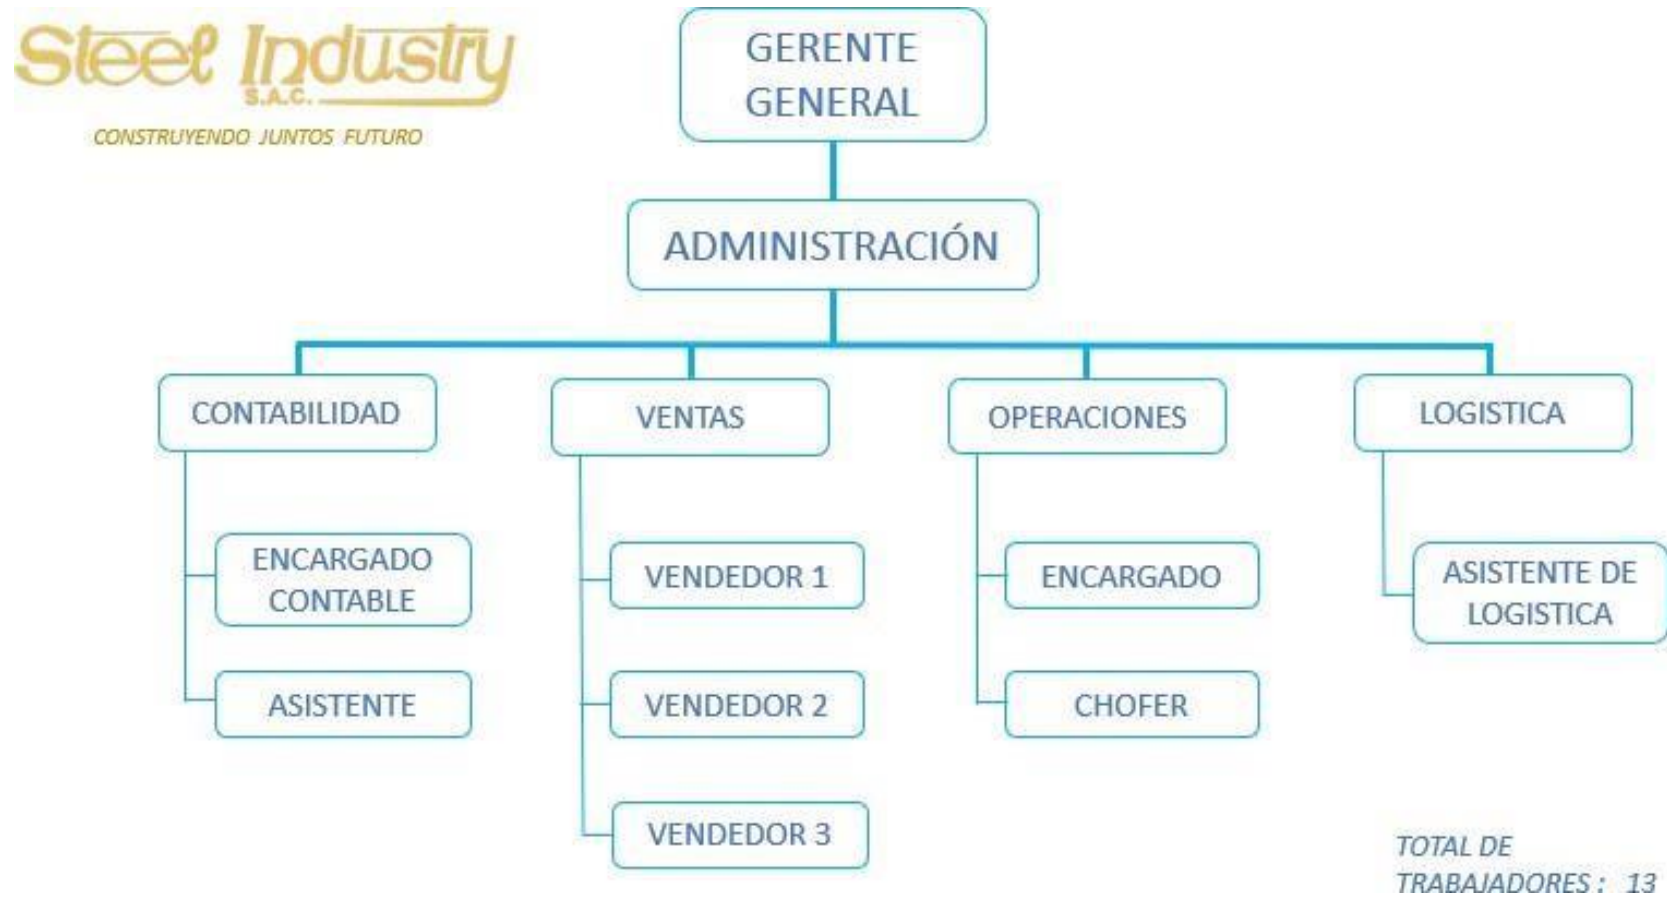 Steel Industry
S.A.C.
CONSTRUYENDO JUNTOS FUTURO
GERENTE
GENERAL
ADMINISTRACIÓN
CONTABILIDAD
VENTAS
OPERACIONES
LOGISTICA
ENCARGADO
CONTABLE
ASISTENTE
VENDEDOR 1
VENDEDOR 2
VENDEDOR 3
ENCARGADO
CHOFER
ASISTENTE DE
LOGISTICA
TOTAL DE
TRABAJADORES : 13